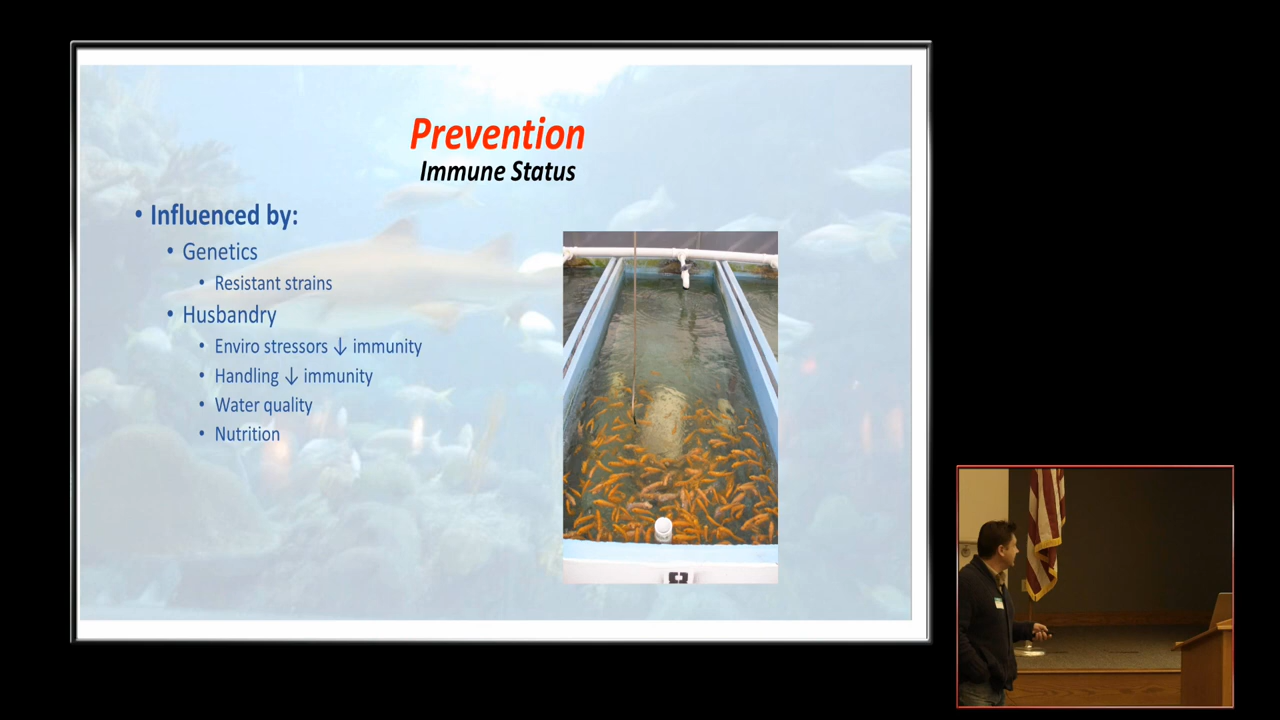 Prevention
Immune Status
• Influenced by:
• Genetics
• Resistant strains
• Husbandry
• Enviro stressors ↓ immunity
• Handling ↓ immunity
• Water quality
• Nutrition